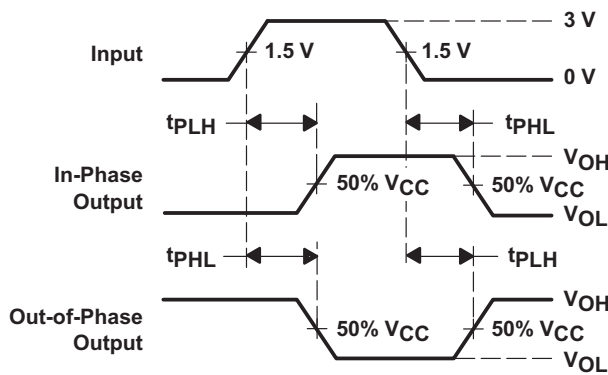 3 V
Input
1.5 V
1.5 V
0 V
tPLH
tPHL
In-Phase
Output
VOH
50% VCC
50% VCC
VOL
tPHL
tPLH
Out-of-Phase
Output
VOH
50% VCC
50% VCC
VOL